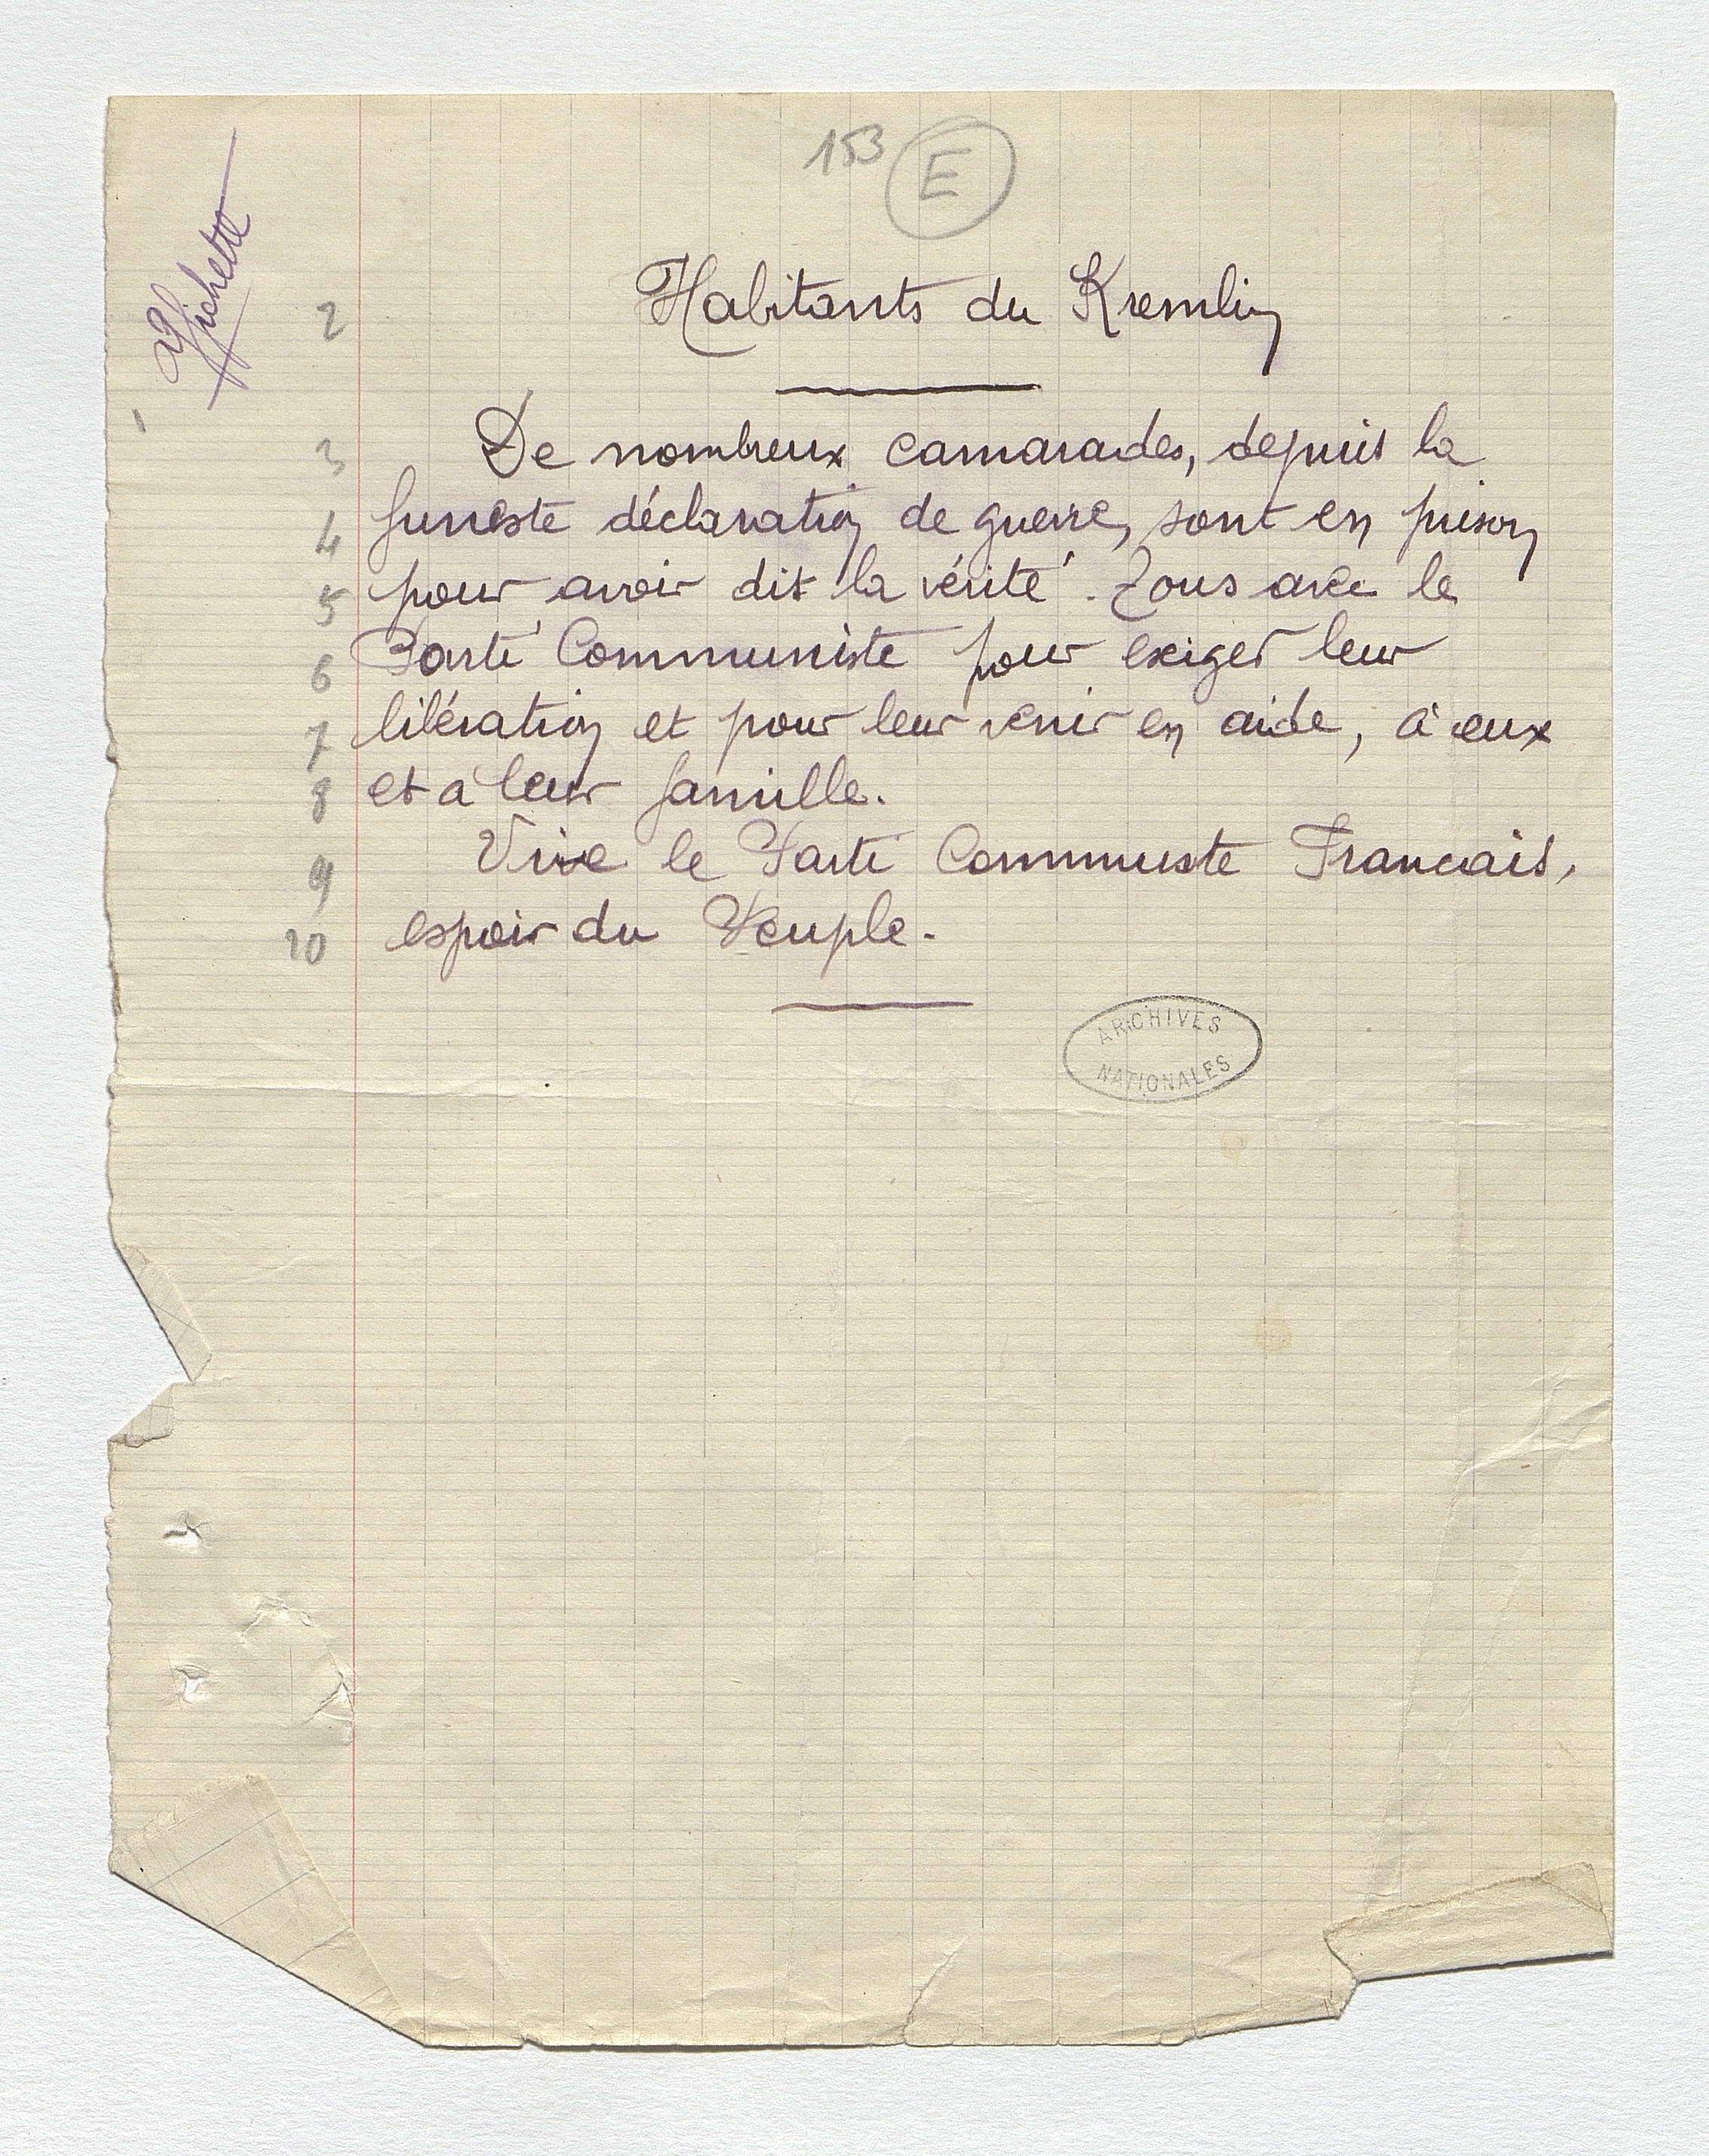 153 E
affichette
1
2 Habitants du Kremlin
3 De nombreux camarades, depuis la
4 funeste déclaration de guerre, sont en prison
5 pour avoir dit la vérité. Tous avec le
6 Parti Communiste pour exiger leur
7 libération et pour leur venir en aide, à eux
8 et à leur famille.
9 Vive le Parti Communste Francais,
10 espoir du Peuple.
ARCHIVES
NATIONALES